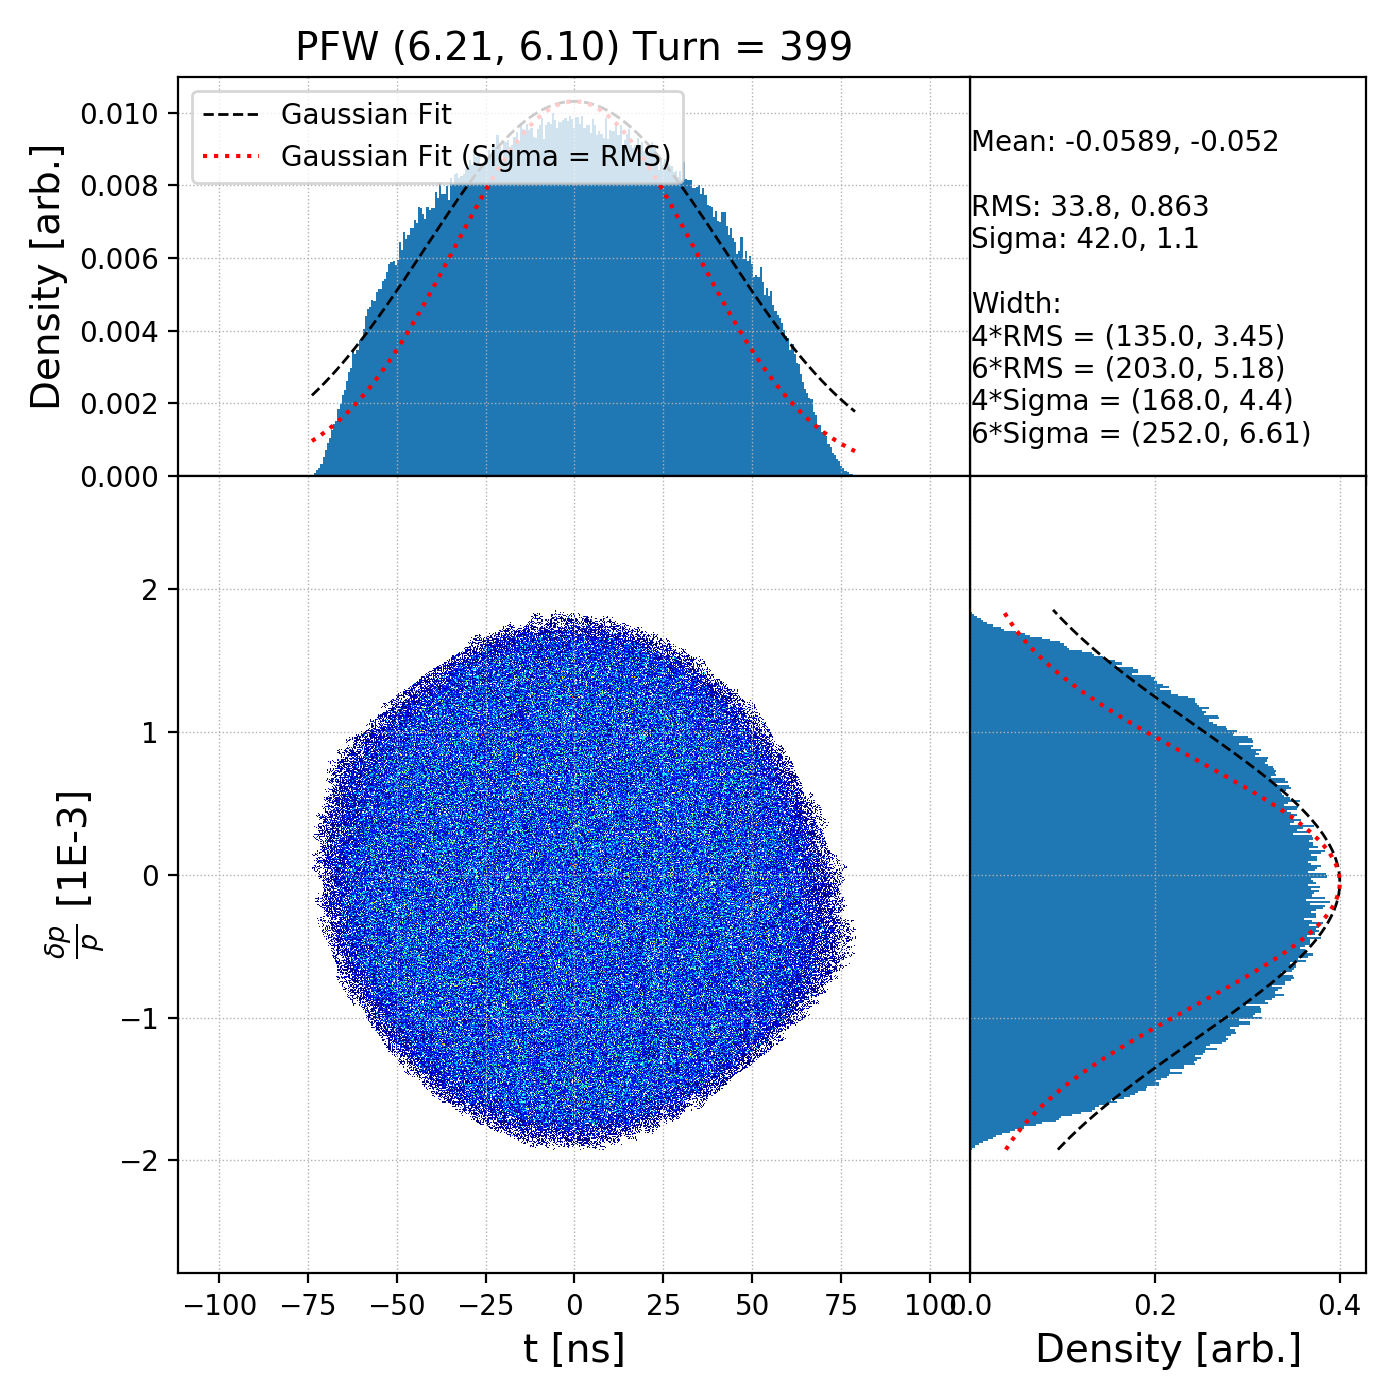 PFW (6.21, 6.10) Turn = 399
Gaussian Fit
Gaussian Fit (Sigma = RMS)
Density [arb.]
0.010
0.008
0.006
0.004
0.002
0.000
Mean: -0.0589, -0.052
RMS: 33.8, 0.863
Sigma: 42.0, 1.1
Width:
4*RMS = (135.0, 3.45)
6*RMS = (203.0, 5.18)
4*Sigma = (168.0, 4.4)
6*Sigma = (252.0, 6.61)
δp/p [1E-3]
2
1
0
−1
−2
−100 −75 −50 −25 0 25 50 75 100
t [ns]
0.0 0.2 0.4
Density [arb.]